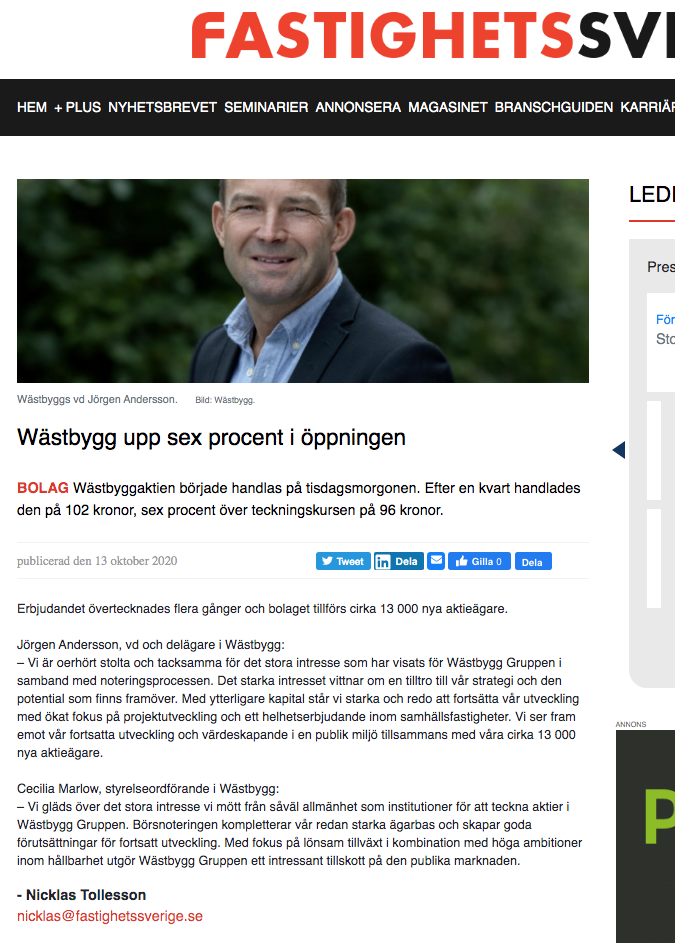 FASTIGHETSSVE
HEM + PLUS NYHETSBREVET SEMINARIER ANNONSERA MAGASINET BRANSCHGUIDEN KARRIÄR
LEDI
Pres
För
Sto
Wästbyggs vd Jörgen Andersson. Bild: Wästbygg.
Wästbygg upp sex procent i öppningen
BOLAG Wästbyggaktien började handlas på tisdagsmorgonen. Efter en kvart handlades
den på 102 kronor, sex procent över teckningskursen på 96 kronor.
publicerad den 13 oktober 2020
Tweet in Dela Gilla 0 Dela
Erbjudandet övertecknades flera gånger och bolaget tillförs cirka 13 000 nya aktieägare.
Jörgen Andersson, vd och delägare i Wästbygg:
– Vi är oerhört stolta och tacksamma för det stora intresse som har visats för Wästbygg Gruppen i
samband med noteringsprocessen. Det starka intresset vittnar om en tilltro till vår strategi och den
potential som finns framöver. Med ytterligare kapital står vi starka och redo att fortsätta vår utveckling
med ökat fokus på projektutveckling och ett helhetserbjudande inom samhällsfastigheter. Vi ser fram
emot vår fortsatta utveckling och värdeskapande i en publik miljö tillsammans med våra cirka 13 000
nya aktieägare.
Cecilia Marlow, styrelseordförande i Wästbygg:
– Vi gläds över det stora intresse vi mött från såväl allmänhet som institutioner för att teckna aktier i
Wästbygg Gruppen. Börsnoteringen kompletterar vår redan starka ägarbas och skapar goda
förutsättningar för fortsatt utveckling. Med fokus på lönsam tillväxt i kombination med höga ambitioner
inom hållbarhet utgör Wästbygg Gruppen ett intressant tillskott på den publika marknaden.
- Nicklas Tollesson
nicklas@fastighetssverige.se
ANNONS
P